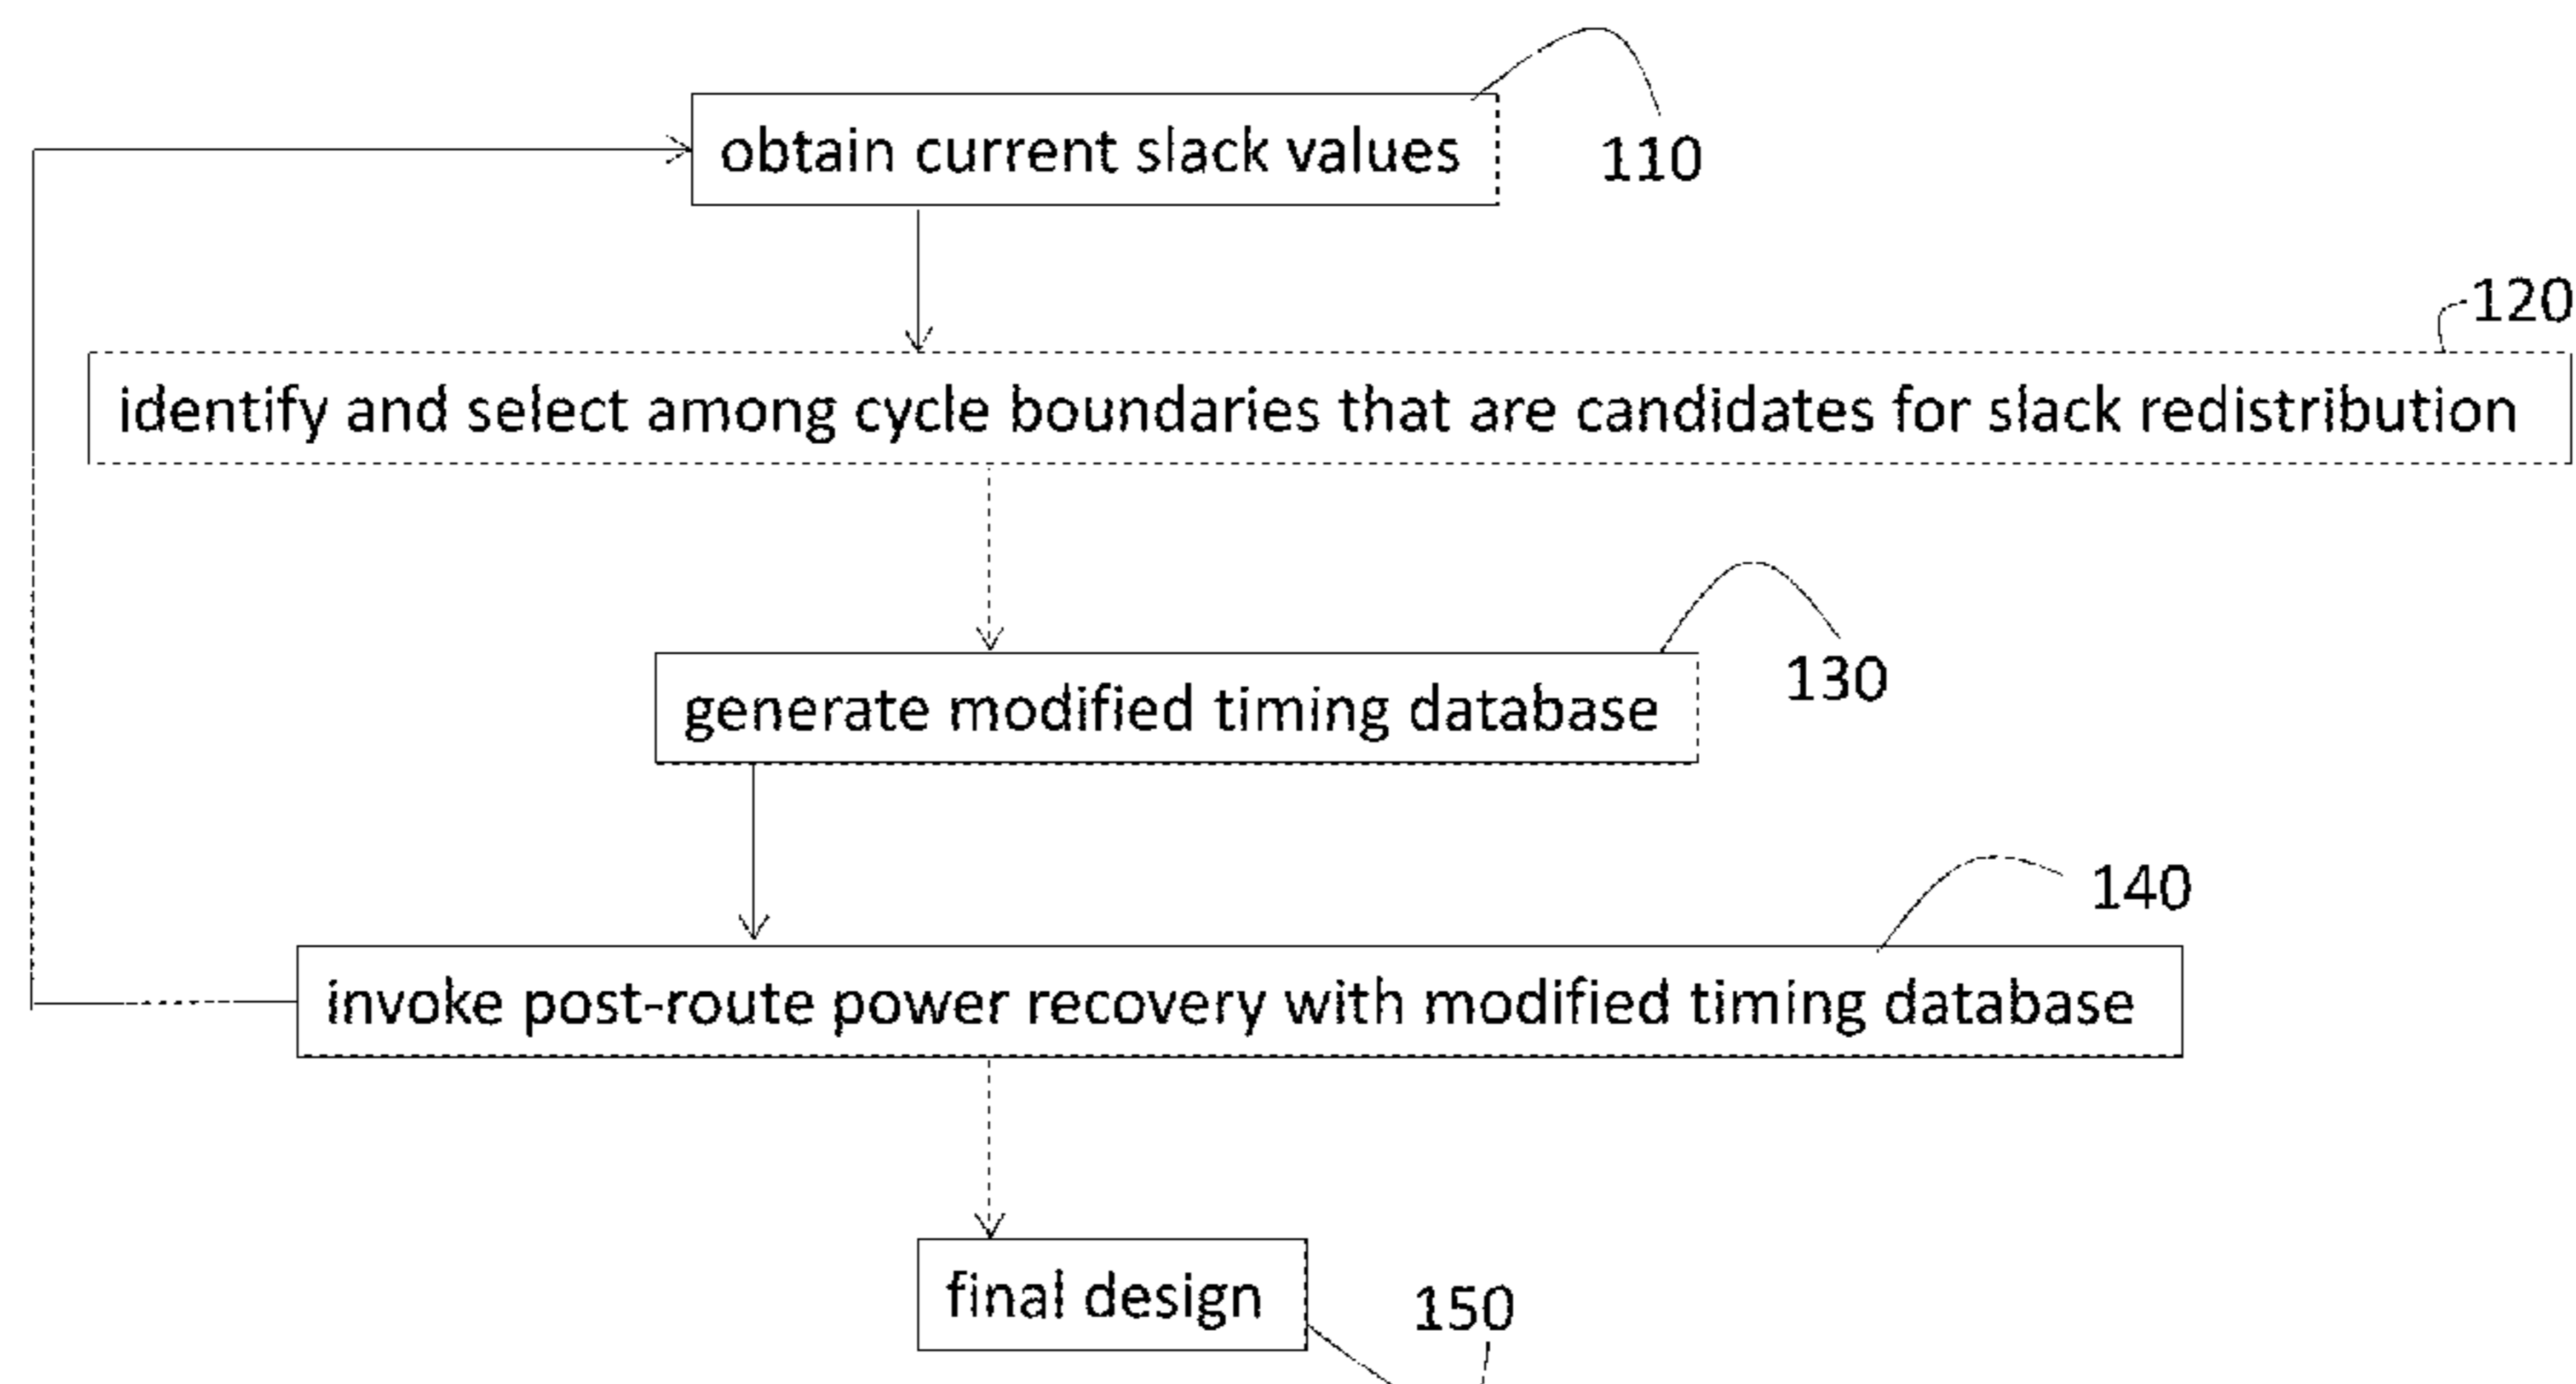 obtain current slack values
110
120
identify and select among cycle boundaries that are candidates for slack redistribution
generate modified timing database
130
140
invoke post-route power recovery with modified timing database
final design
150